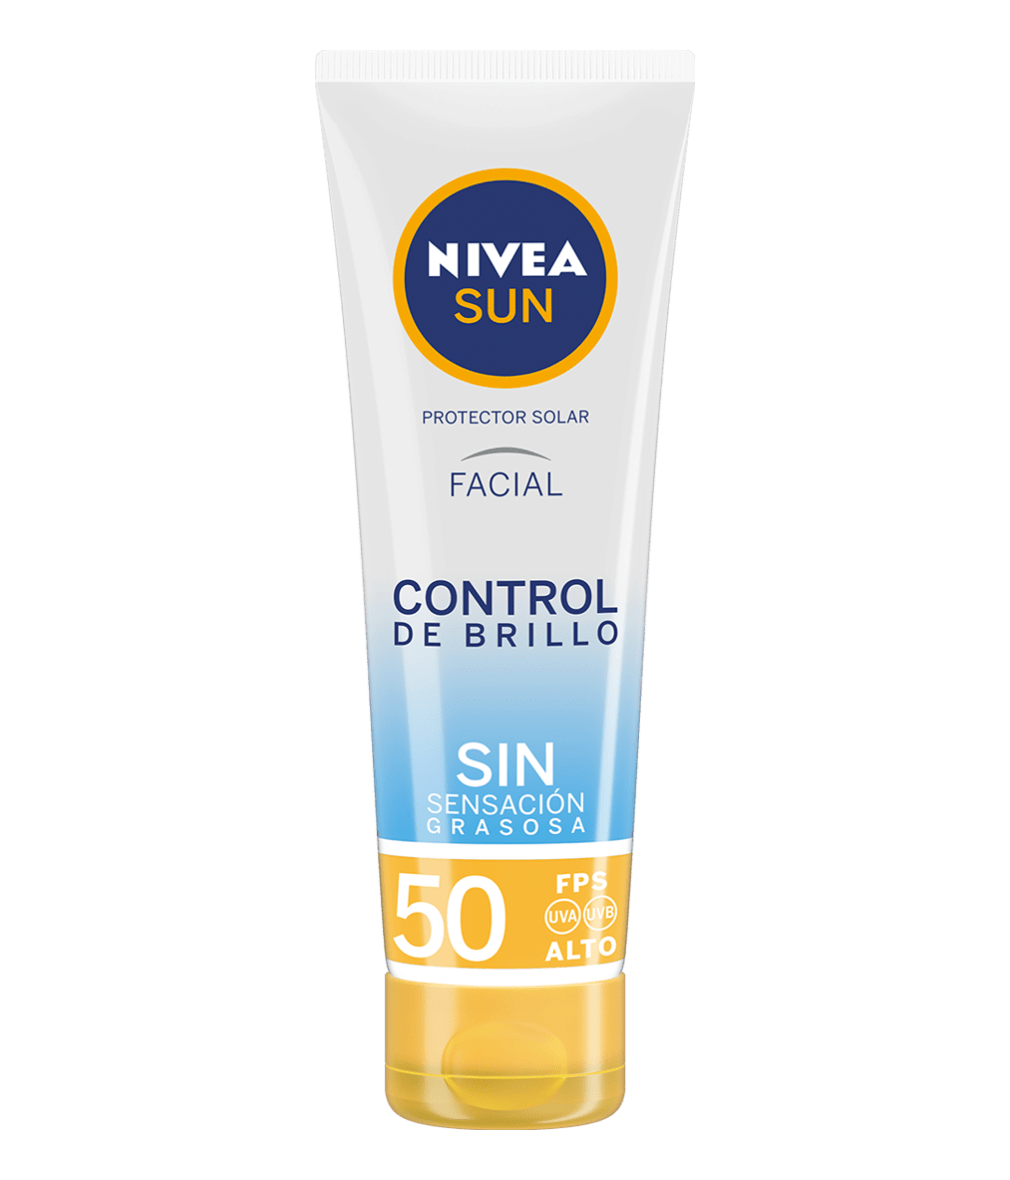 NIVEA
SUN
PROTECTOR SOLAR
FACIAL
CONTROL
DE BRILLO
SIN
SENSACIÓN
GRASOSA
50 FPS
UVA UVB
ALTO